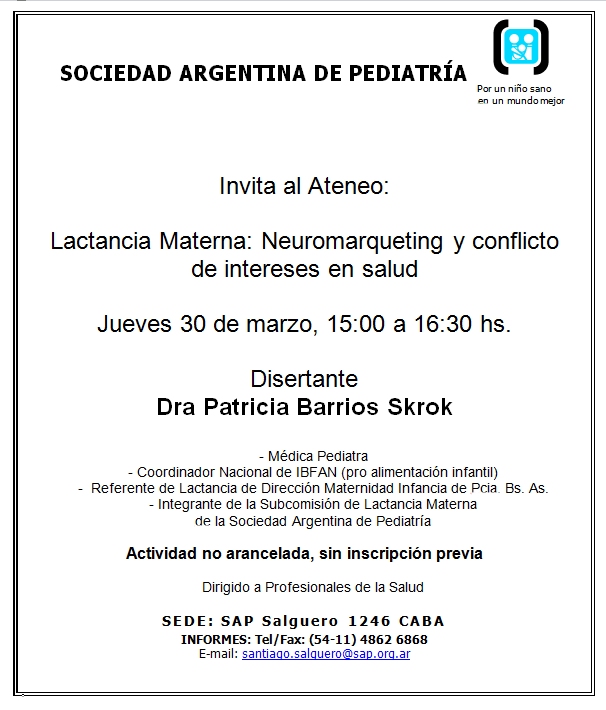 SOCIEDAD ARGENTINA DE PEDIATRÍA
Por un niño sano
en un mundo mejor
Invita al Ateneo:
Lactancia Materna: Neuromarqueting y conflicto
de intereses en salud
Jueves 30 de marzo, 15:00 a 16:30 hs.
Disertante
Dra Patricia Barrios Skrok
- Médica Pediatra
- Coordinador Nacional de IBFAN (pro alimentación infantil)
- Referente de Lactancia de Dirección Maternidad Infancia de Pcia. Bs. As.
- Integrante de la Subcomisión de Lactancia Materna
de la Sociedad Argentina de Pediatría
Actividad no arancelada, sin inscripción previa
Dirigido a Profesionales de la Salud
SEDE: SAP Salguero 1246 CABA
INFORMES: Tel/Fax: (54-11) 4862 6868
E-mail: santiago.salguero@sap.org.ar